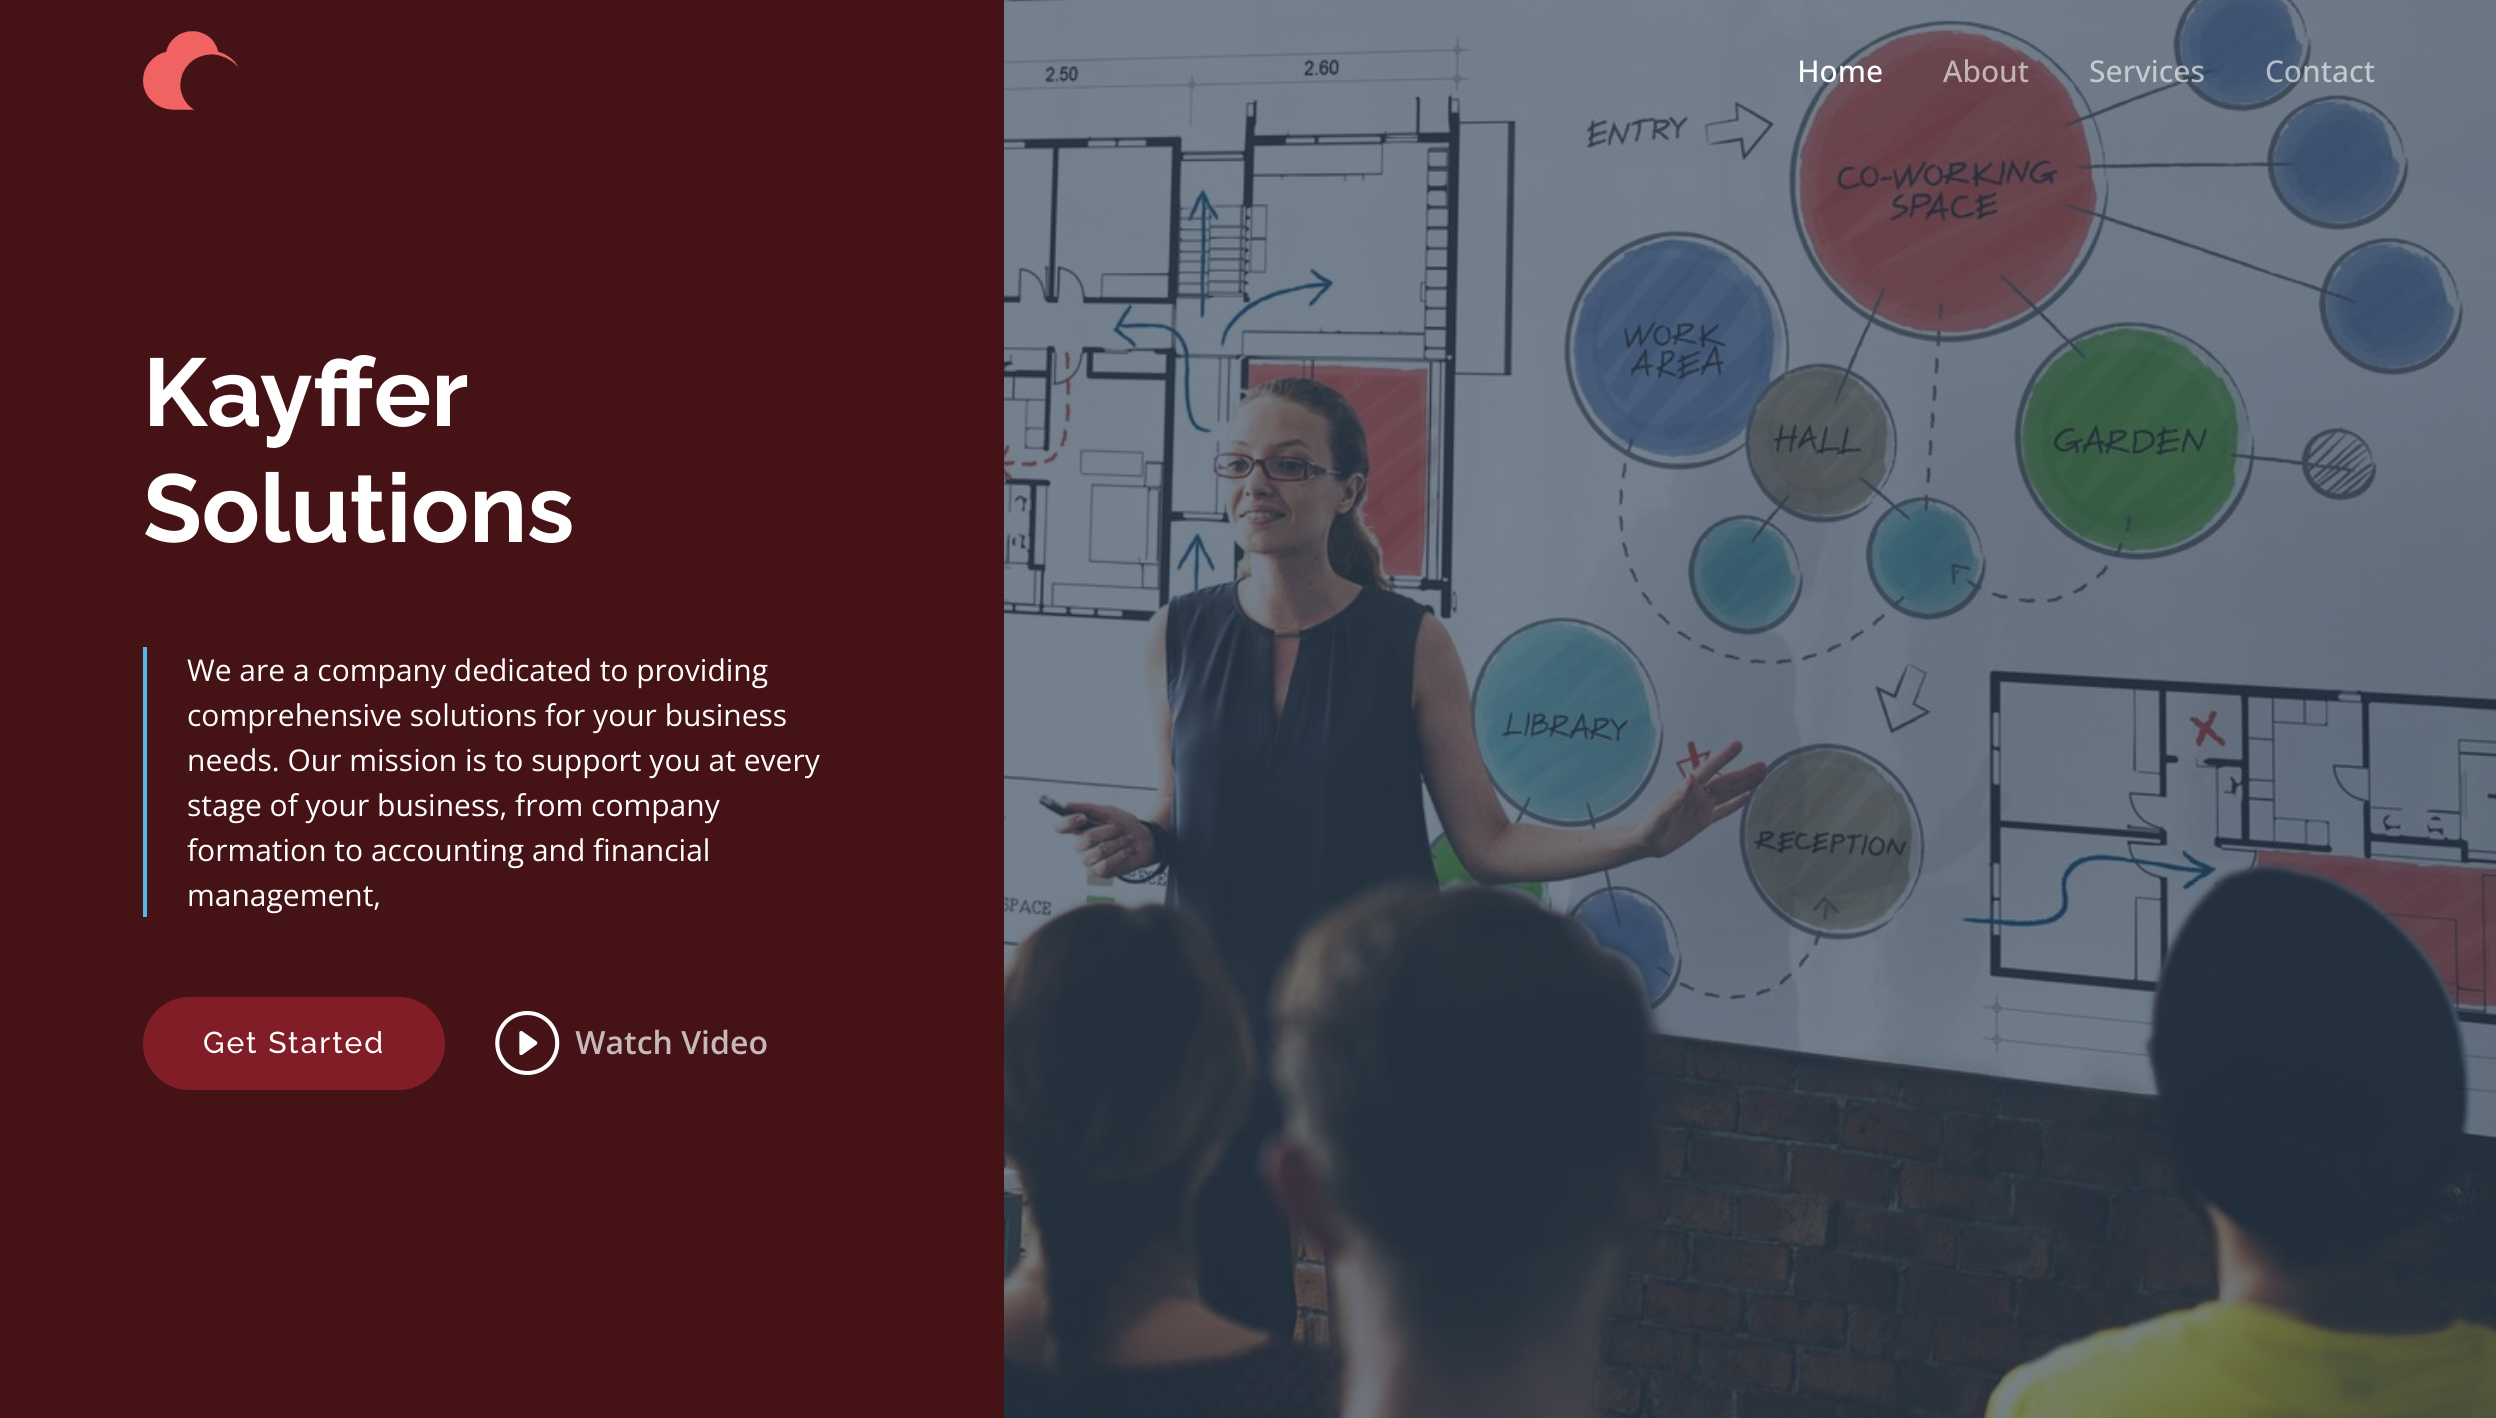 Home About Services Contact
2.50 2.60
ENTRY
CO-WORKING
SPACE
WORK
AREA
HALL
GARDEN
LIBRARY
RECEPTION
SPACE
Kayffer
Solutions
We are a company dedicated to providing
comprehensive solutions for your business
needs. Our mission is to support you at every
stage of your business, from company
formation to accounting and financial
management,
Get Started
Watch Video